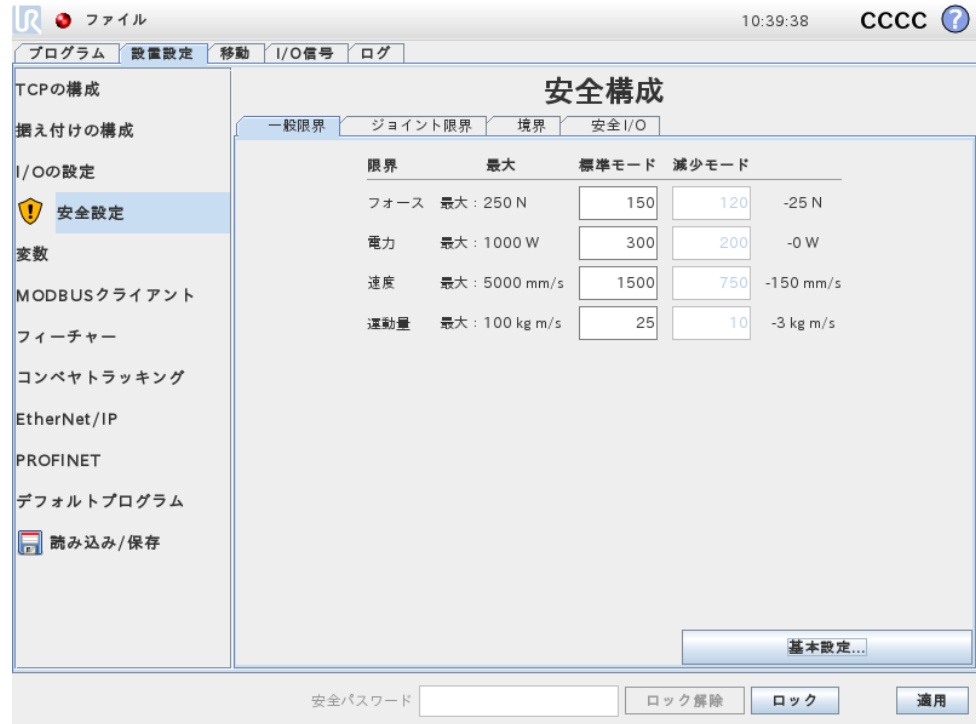 UR ファイル 10:39:38 CCCC ?
プログラム 設置設定 移動 I/O信号 ログ
TCPの構成
据え付けの構成
I/Oの設定
安全設定
変数
MODBUSクライアント
フィーチャー
コンベヤトラッキング
EtherNet/IP
PROFINET
デフォルトプログラム
読み込み/保存
安全構成
一般限界 ジョイント限界 境界 安全I/O
限界 最大 標準モード 減少モード
フォース 最大：250 N 150 120 -25 N
電力 最大：1000 W 300 200 -0 W
速度 最大：5000 mm/s 1500 750 -150 mm/s
運動量 最大：100 kg m/s 25 10 -3 kg m/s
基本設定...
安全パスワード ロック解除 ロック 適用